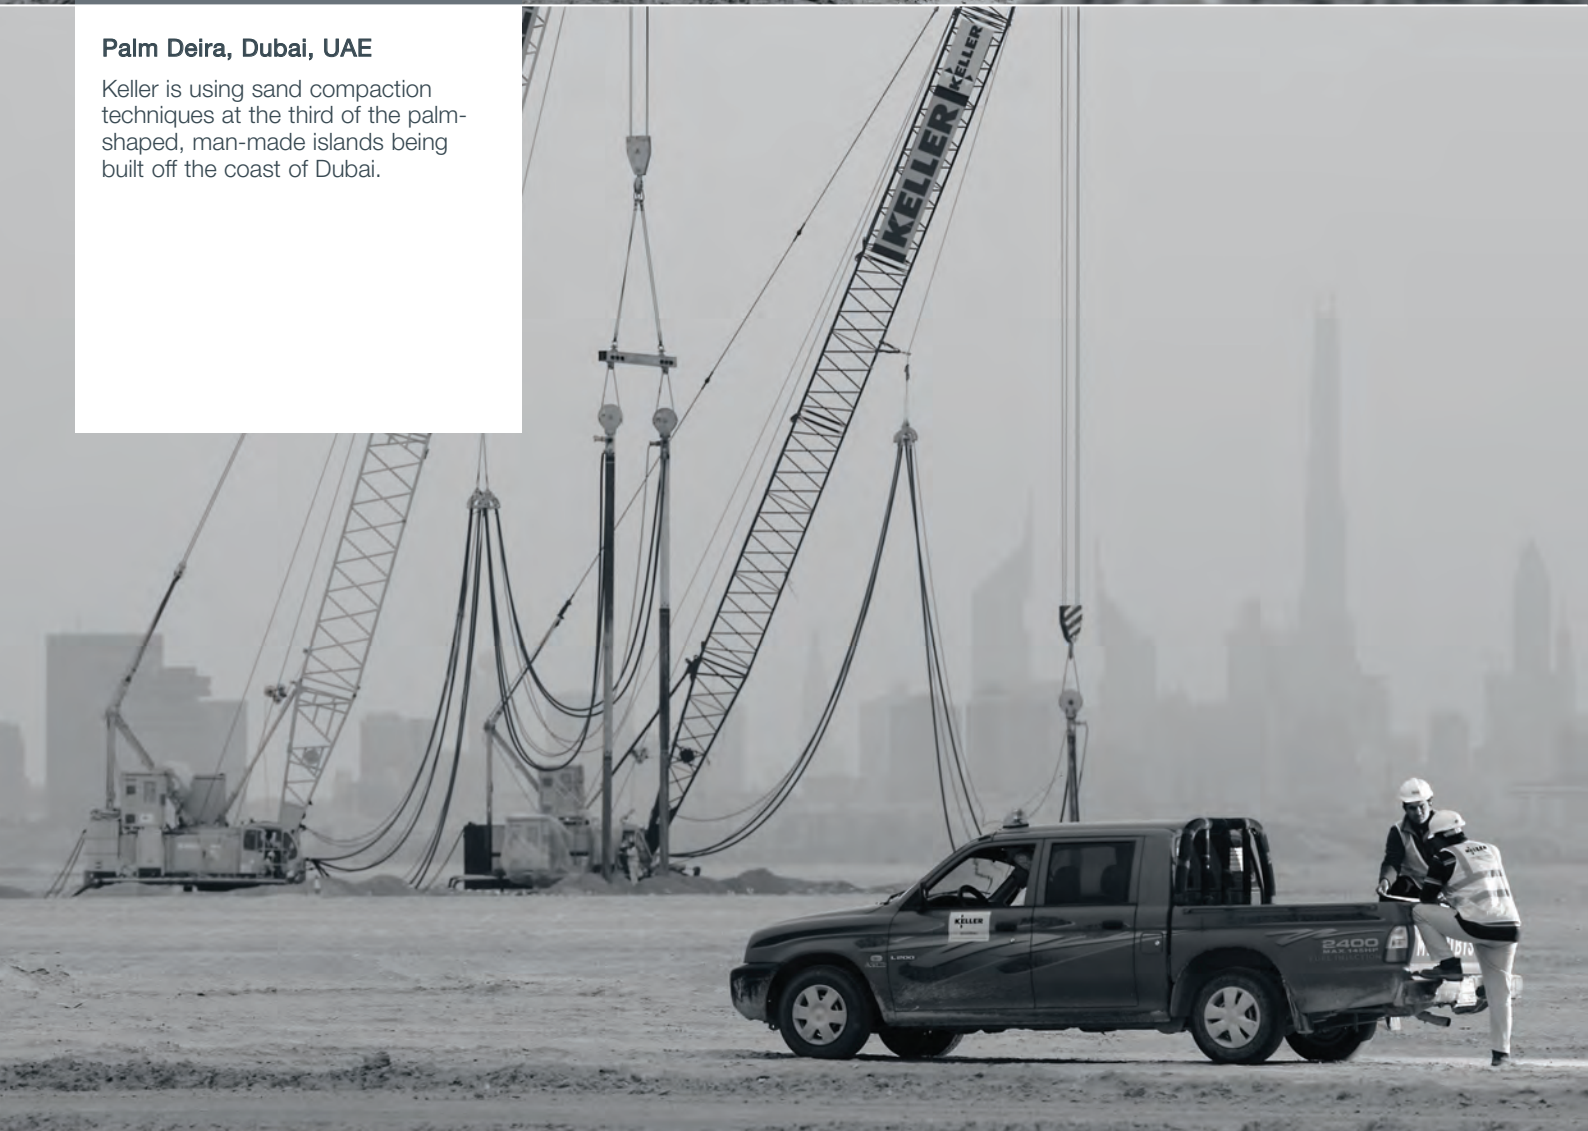 Palm Deira, Dubai, UAE
Keller is using sand compaction
techniques at the third of the palm-
shaped, man-made islands being
built off the coast of Dubai.
KELLER
KELLER
KELLER
L200
2400